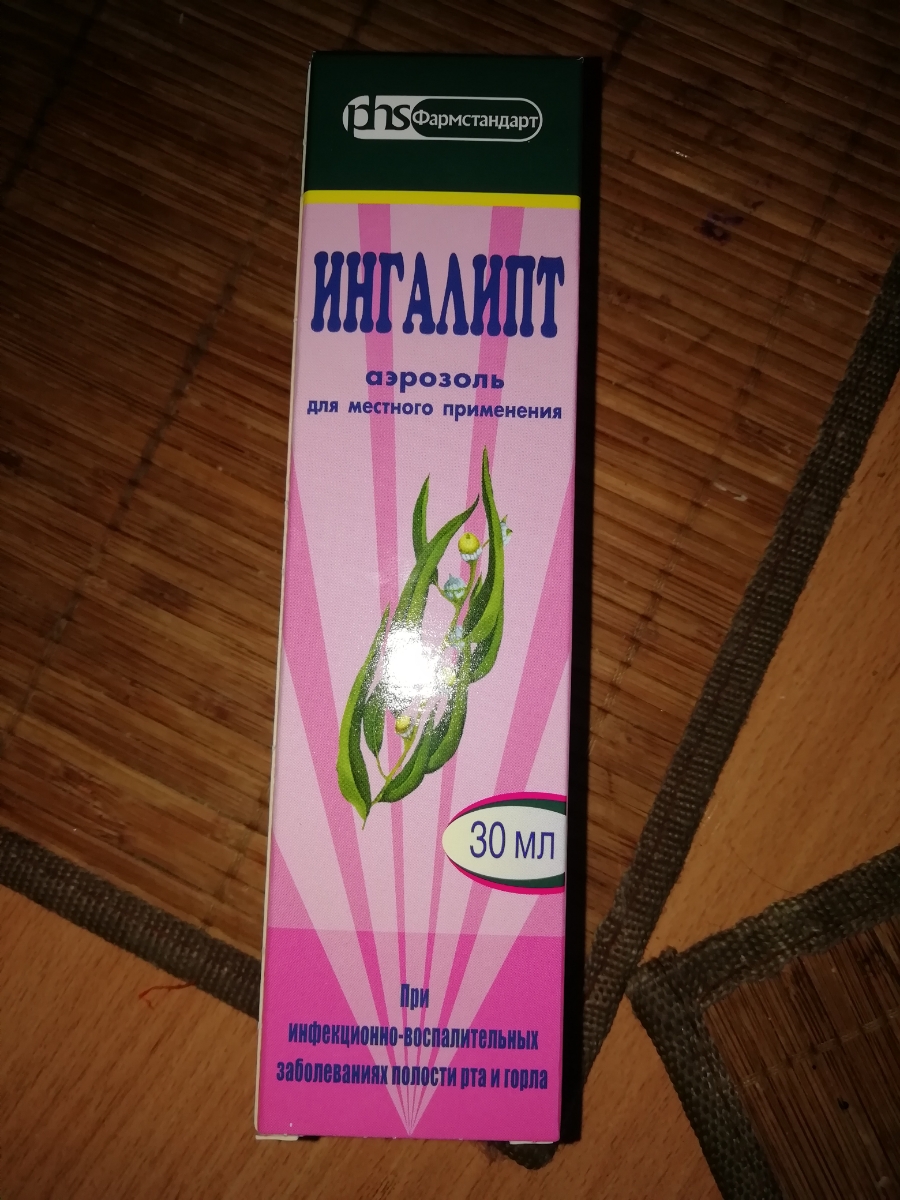 phs Фармстандарт
ИНГАЛИПТ
аэрозоль
для местного применения
30 мл
При
инфекционно-воспалительных
заболеваниях полости рта и горла